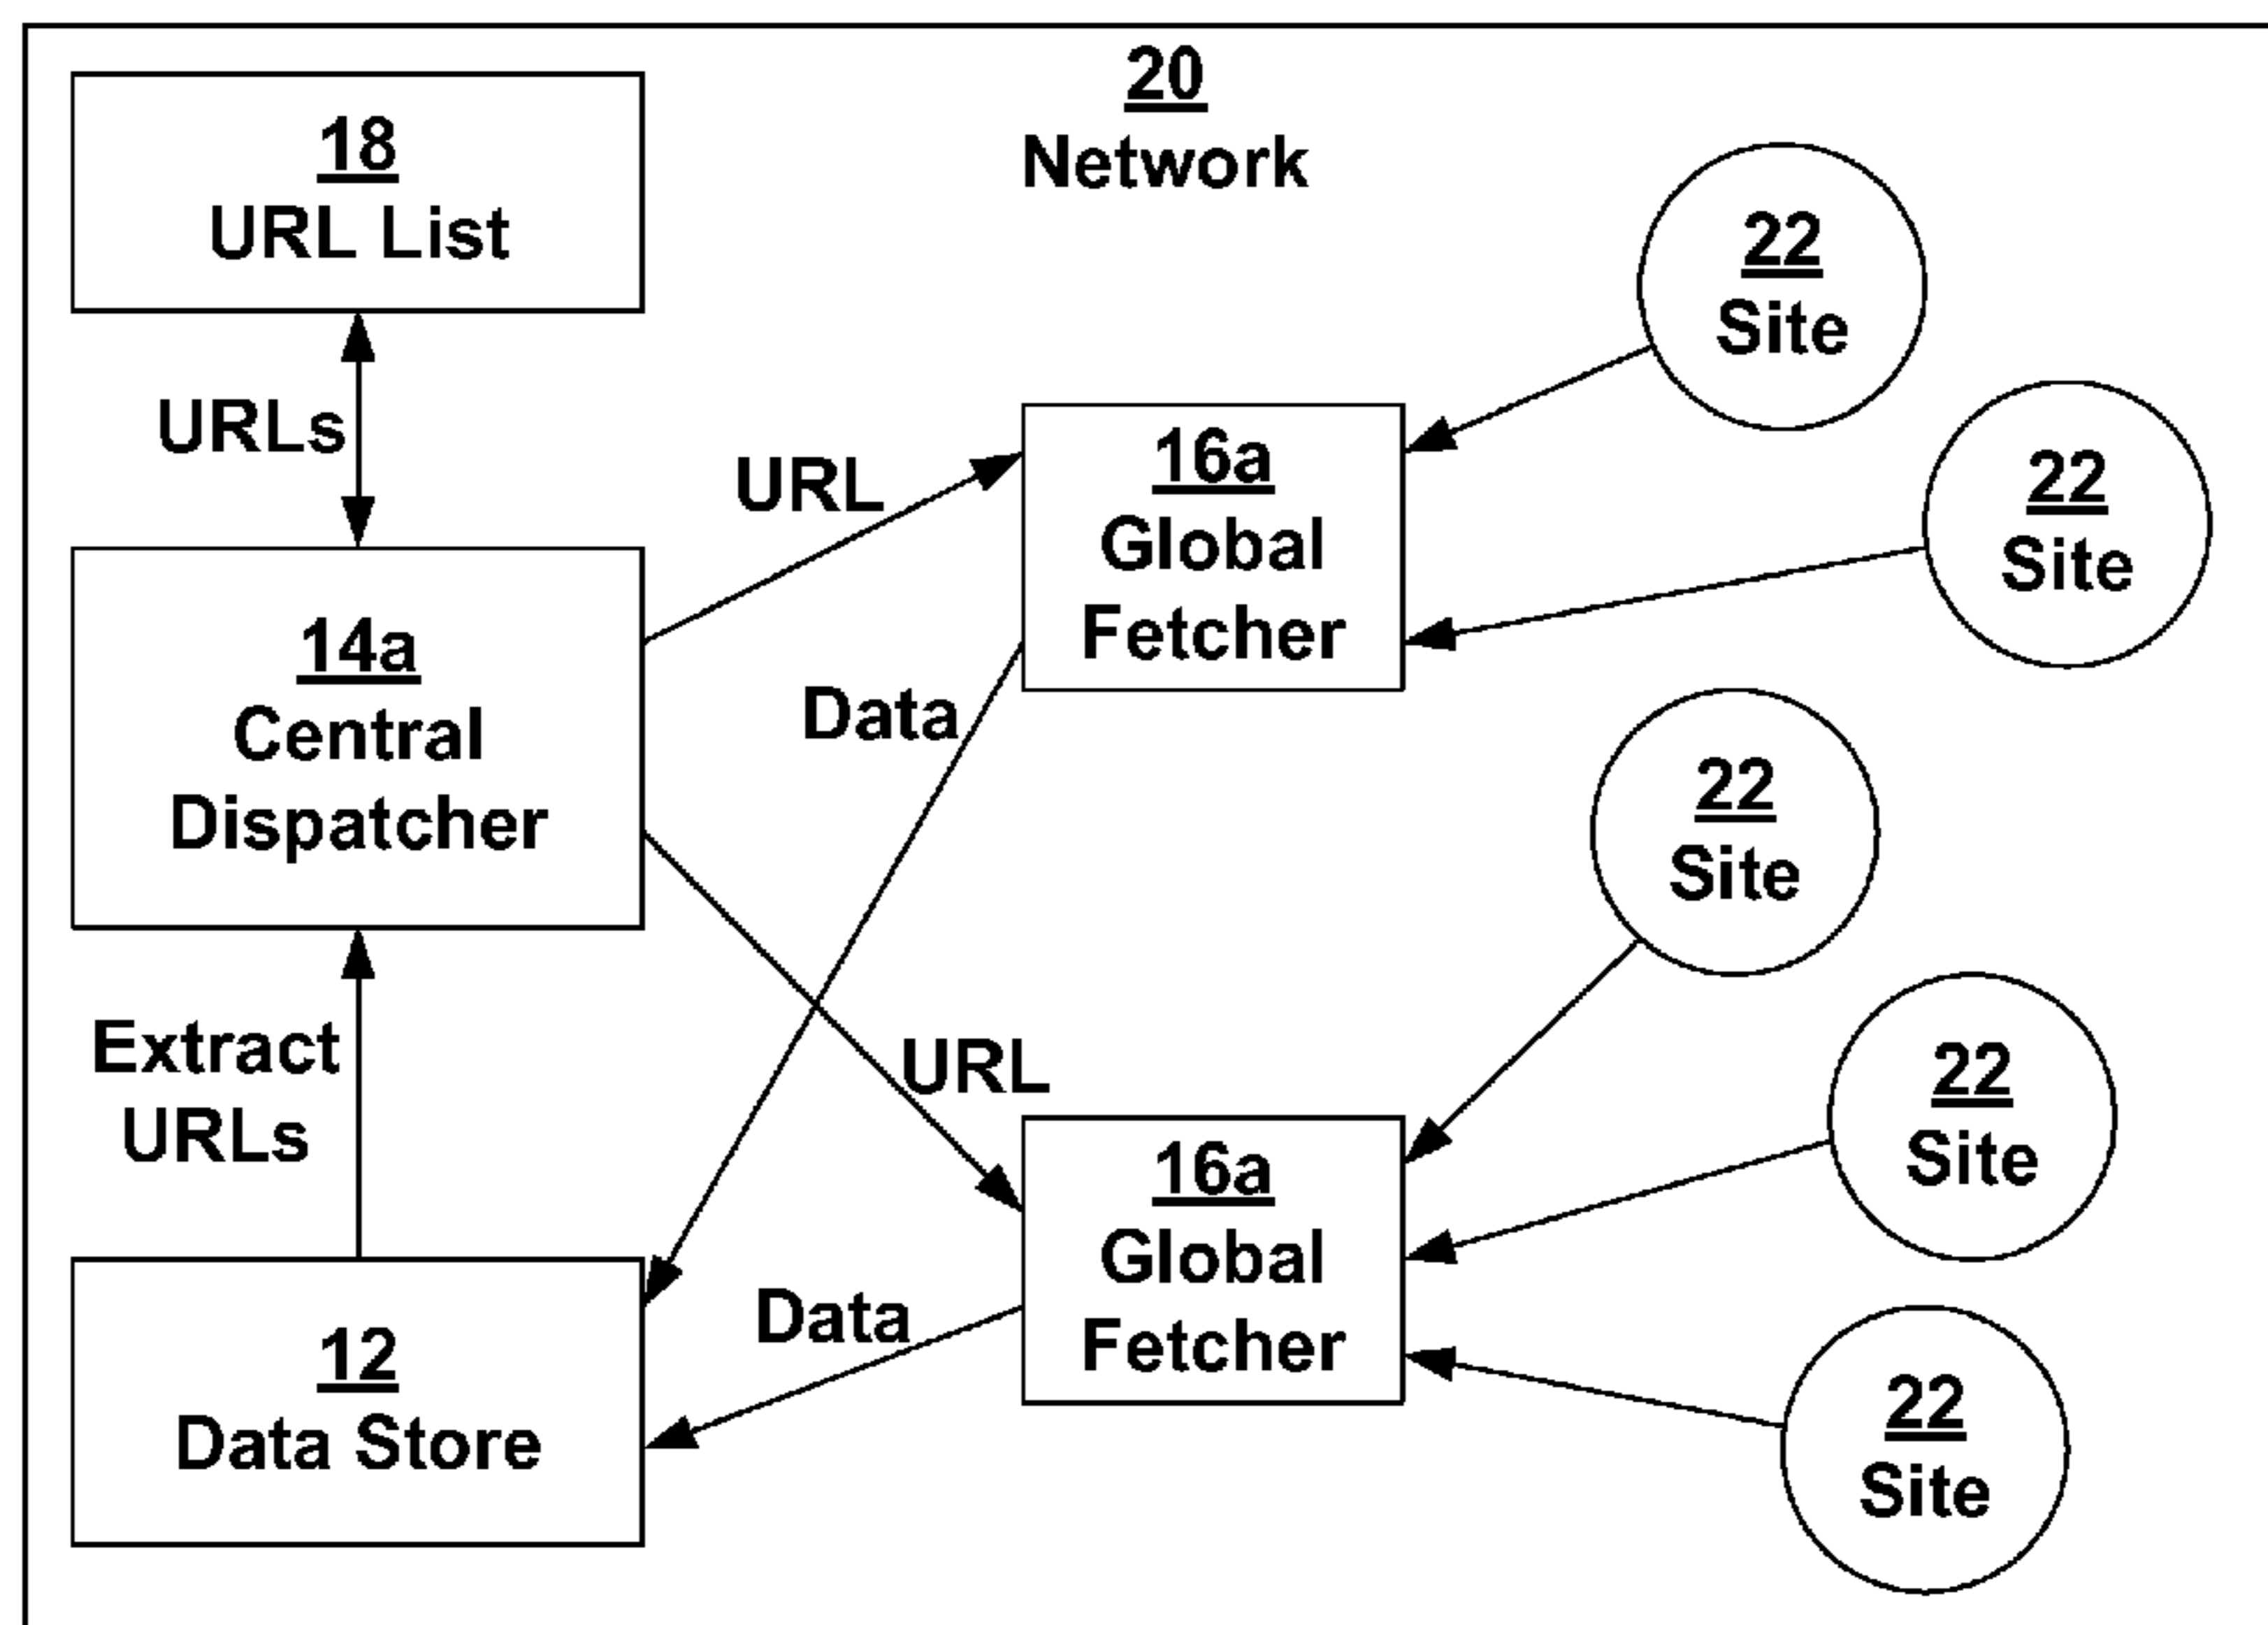 20
Network
18
URL List
URLs
14a
Central
Dispatcher
Extract
URLs
12
Data Store
URL
Data
URL
Data
16a
Global
Fetcher
16a
Global
Fetcher
22
Site
22
Site
22
Site
22
Site
22
Site